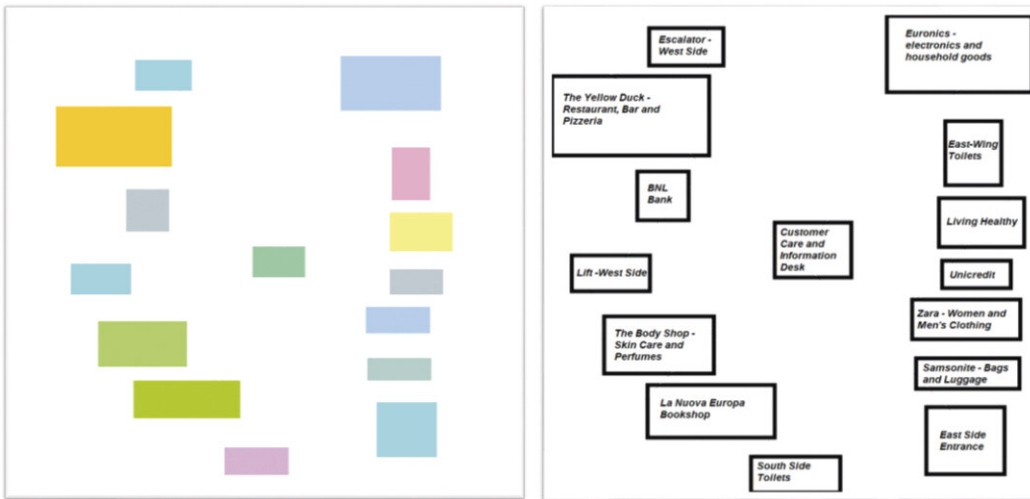 Escalator -
West Side
Euronics -
electronics and
household goods
The Yellow Duck -
Restaurant, Bar and
Pizzeria
East-Wing
Toilets
BNL
Bank
Living Healthy
Customer
Care and
Information
Desk
Lift -West Side
Unicredit
Zara - Women and
Men's Clothing
The Body Shop -
Skin Care and
Perfumes
Samsonite - Bags
and Luggage
La Nuova Europa
Bookshop
East Side
Entrance
South Side
Toilets